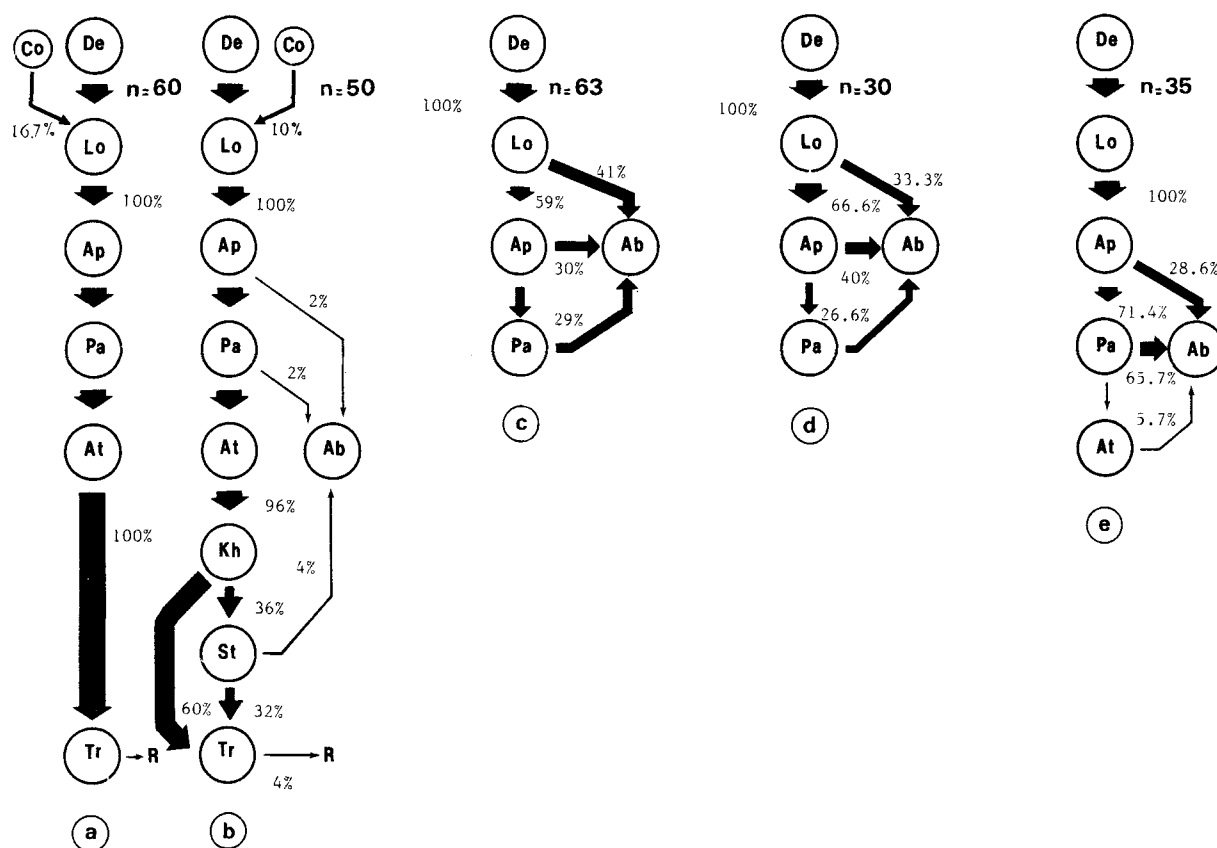 Co
De
n=60
16.7%
Lo
100%
Ap
Pa
At
100%
Tr
R
a
De
Co
n=50
10%
Lo
100%
Ap
2%
Pa
2%
At
Ab
96%
Kh
4%
36%
St
60%
32%
Tr
R
4%
b
De
n=63
100%
Lo
41%
59%
Ap
Ab
30%
29%
Pa
c
De
n=30
100%
Lo
33.3%
66.6%
Ap
Ab
40%
26.6%
Pa
d
De
n=35
Lo
100%
Ap
28.6%
71.4%
Pa
Ab
65.7%
5.7%
At
e